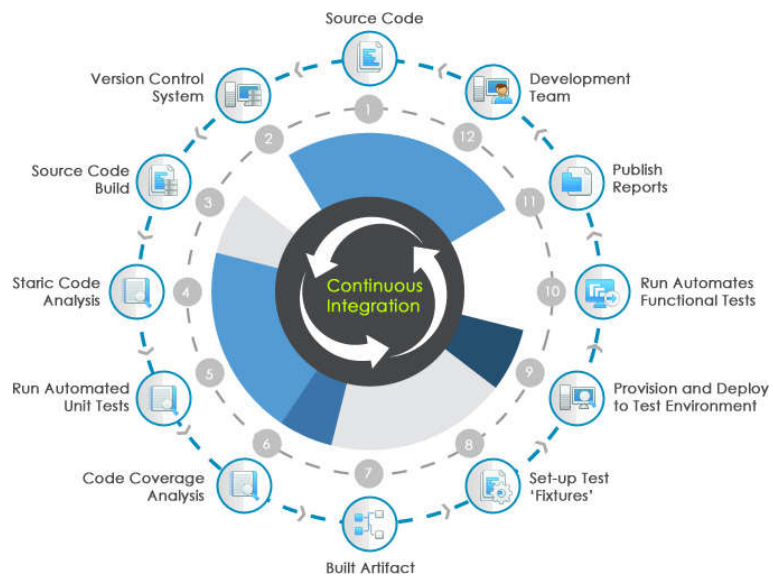 Source Code
Version Control
System
Source Code
Build
Staric Code
Analysis
Run Automated
Unit Tests
Code Coverage
Analysis
Built Artifact
Set-up Test
'Fixtures'
Provision and Deploy
to Test Environment
Run Automates
Functional Tests
Publish
Reports
Development
Team
1
2
3
4
5
6
7
8
9
10
11
12
Continuous
Integration